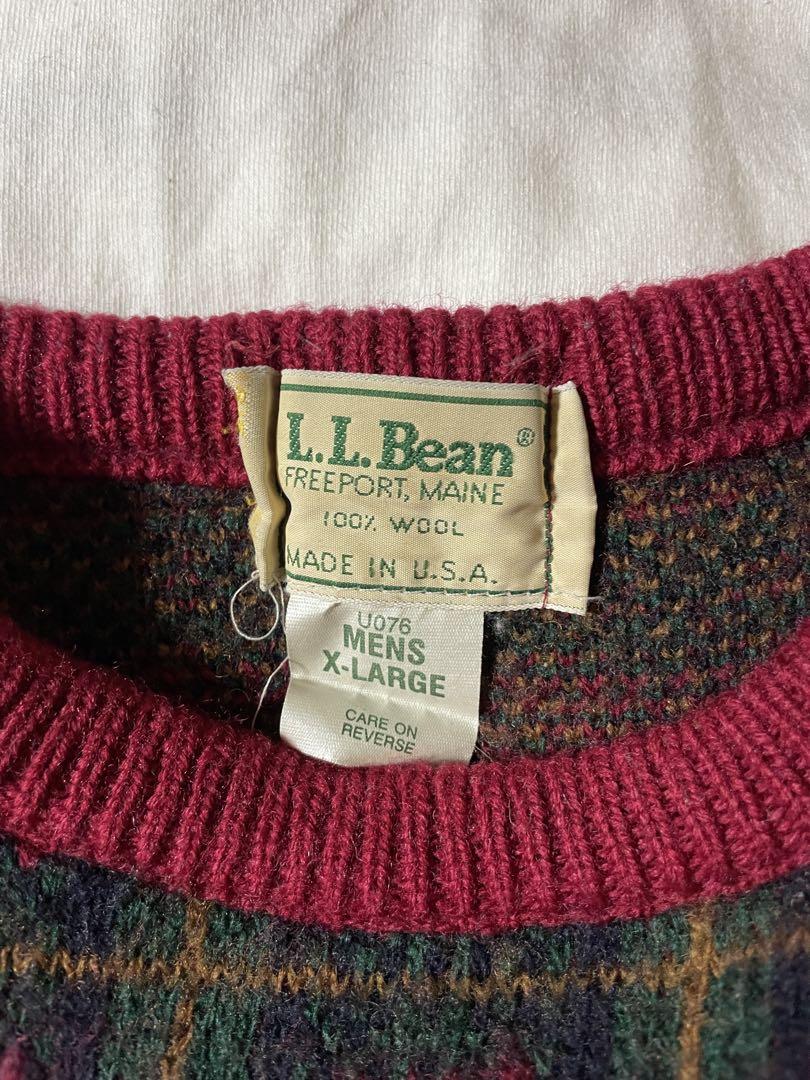 L.L.Bean®
FREEPORT, MAINE
100% WOOL
MADE IN U.S.A.
U076
MENS
X-LARGE
CARE ON
REVERSE